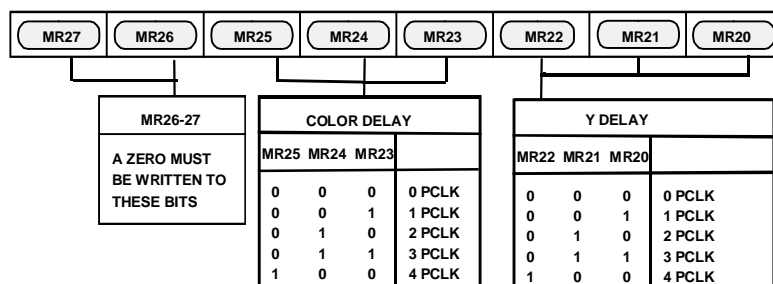 MR27 MR26 MR25 MR24 MR23 MR22 MR21 MR20
MR26-27
A ZERO MUST
BE WRITTEN TO
THESE BITS
COLOR DELAY
MR25 MR24 MR23
0 0 0 0 PCLK
0 0 1 1 PCLK
0 1 0 2 PCLK
0 1 1 3 PCLK
1 0 0 4 PCLK
Y DELAY
MR22 MR21 MR20
0 0 0 0 PCLK
0 0 1 1 PCLK
0 1 0 2 PCLK
0 1 1 3 PCLK
1 0 0 4 PCLK